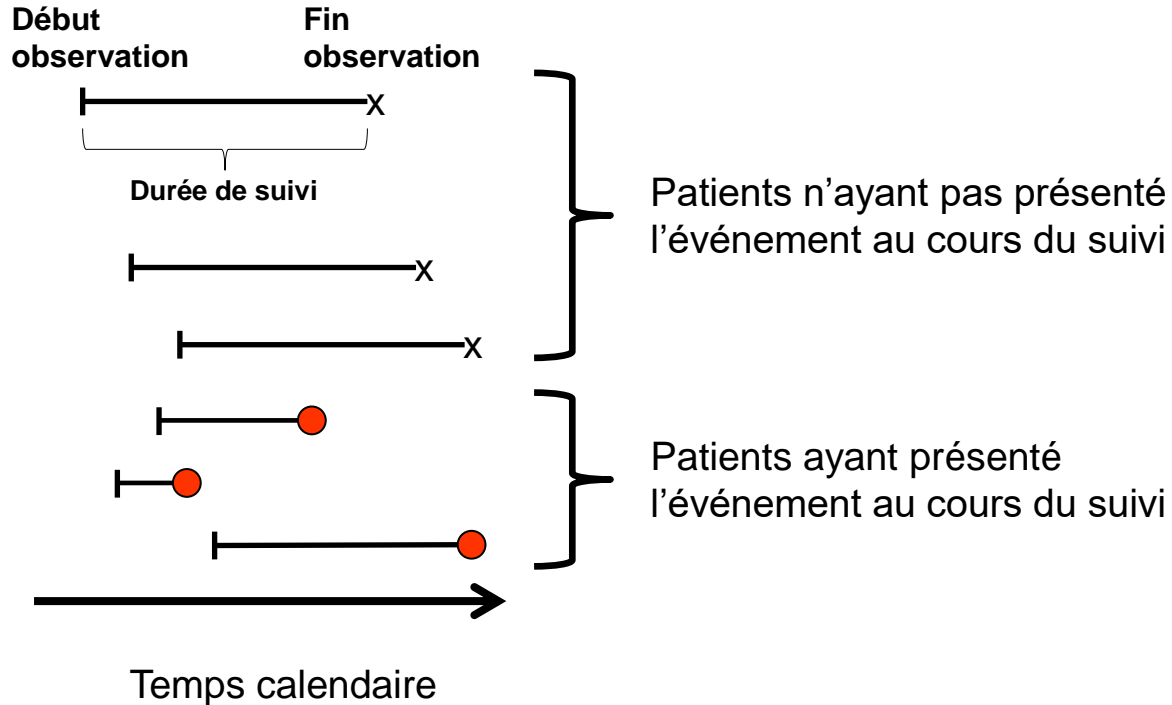 Début
observation
Fin
observation
x
Durée de suivi
x
x
Patients n'ayant pas présenté
l'événement au cours du suivi
Patients ayant présenté
l'événement au cours du suivi
Temps calendaire